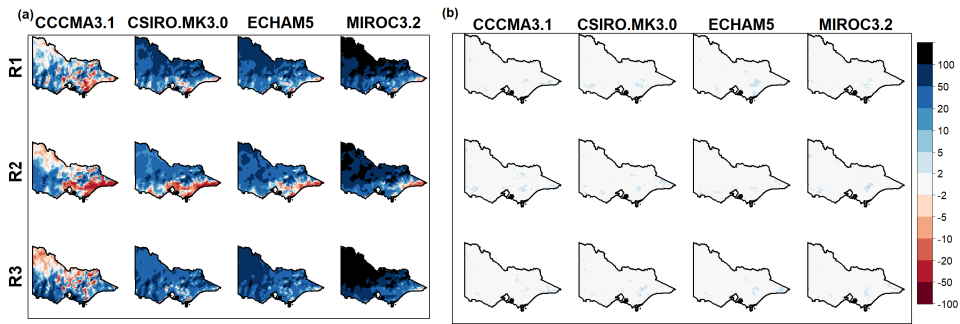 (a)
CCCMA3.1 CSIRO.MK3.0 ECHAM5 MIROC3.2
R1
R2
R3
(b)
CCCMA3.1 CSIRO.MK3.0 ECHAM5 MIROC3.2
100
50
20
10
5
2
-2
-5
-10
-20
-50
-100